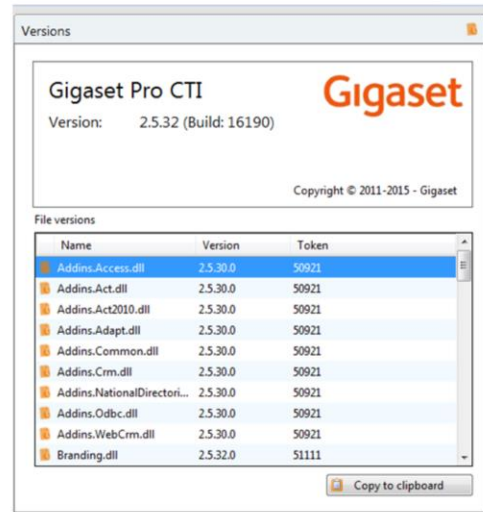 Versions
Gigaset Pro CTI
Gigaset
Version: 2.5.32 (Build: 16190)
Copyright © 2011-2015 - Gigaset
File versions
Name Version Token
Addins.Access.dll 2.5.30.0 50921
Addins.Act.dll 2.5.30.0 50921
Addins.Act2010.dll 2.5.30.0 50921
Addins.Adapt.dll 2.5.30.0 50921
Addins.Common.dll 2.5.30.0 50921
Addins.Crm.dll 2.5.30.0 50921
Addins.NationalDirectori... 2.5.30.0 50921
Addins.Odbc.dll 2.5.30.0 50921
Addins.WebCrm.dll 2.5.30.0 50921
Branding.dll 2.5.32.0 51111
Copy to clipboard